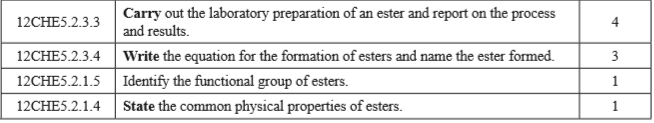 12CHE5.2.3.3 Carry out the laboratory preparation of an ester and report on the process 4
and results.
12CHE5.2.3.4 Write the equation for the formation of esters and name the ester formed. 3
12CHE5.2.1.5 Identify the functional group of esters. 1
12CHE5.2.1.4 State the common physical properties of esters. 1